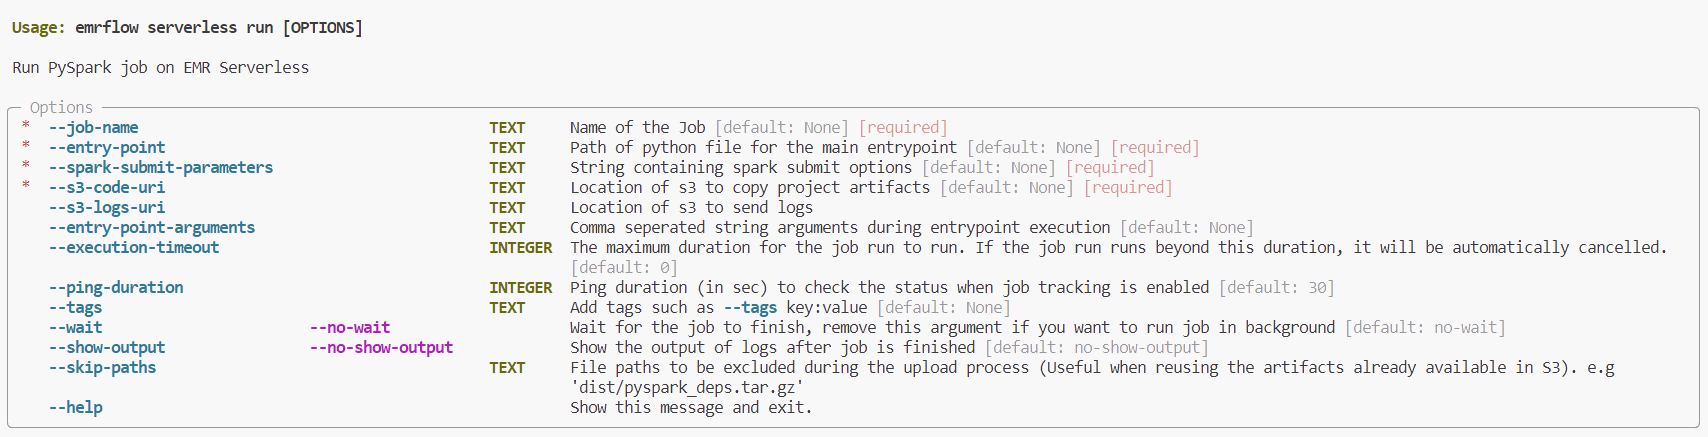 Usage: emrflow serverless run [OPTIONS]
Run PySpark job on EMR Serverless
Options
* --job-name TEXT Name of the Job [default: None] [required]
* --entry-point TEXT Path of python file for the main entrypoint [default: None] [required]
* --spark-submit-parameters TEXT String containing spark submit options [default: None] [required]
* --s3-code-uri TEXT Location of s3 to copy project artifacts [default: None] [required]
--s3-logs-uri TEXT Location of s3 to send logs
--entry-point-arguments TEXT Comma seperated string arguments during entrypoint execution [default: None]
--execution-timeout INTEGER The maximum duration for the job run to run. If the job run runs beyond this duration, it will be automatically cancelled.
[default: 0]
--ping-duration INTEGER Ping duration (in sec) to check the status when job tracking is enabled [default: 30]
--tags TEXT Add tags such as --tags key:value [default: None]
--wait --no-wait Wait for the job to finish, remove this argument if you want to run job in background [default: no-wait]
--show-output --no-show-output Show the output of logs after job is finished [default: no-show-output]
--skip-paths TEXT File paths to be excluded during the upload process (Useful when reusing the artifacts already available in S3). e.g
'dist/pyspark_deps.tar.gz'
--help Show this message and exit.